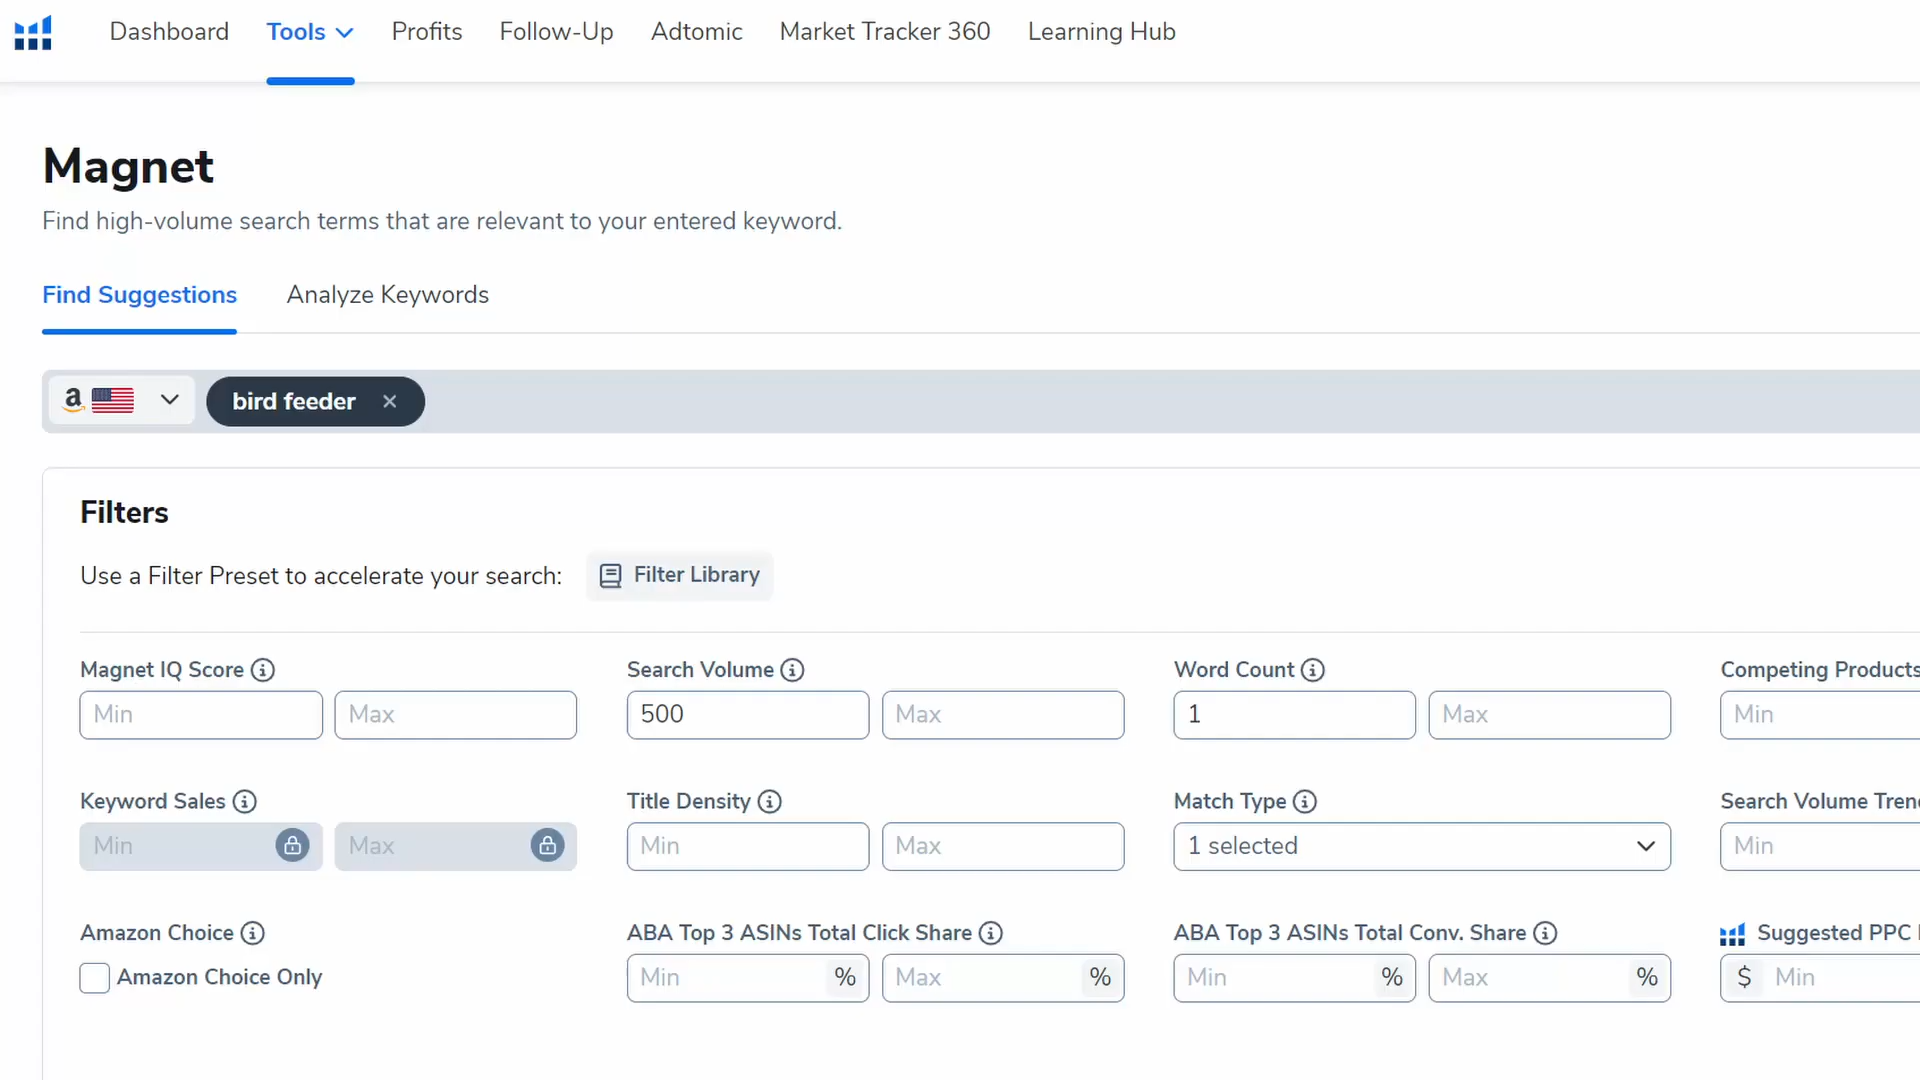 Dashboard Tools Profits Follow-Up Adtomic Market Tracker 360 Learning Hub
Magnet
Find high-volume search terms that are relevant to your entered keyword.
Find Suggestions Analyze Keywords
a bird feeder ×
Filters
Use a Filter Preset to accelerate your search: Filter Library
Magnet IQ Score Search Volume Word Count Competing Products
Min Max 500 Max 1 Max Min
Keyword Sales Title Density Match Type Search Volume Tren
Min Max Min Max 1 selected Min
Amazon Choice ABA Top 3 ASINs Total Click Share ABA Top 3 ASINs Total Conv. Share Suggested PPC
Amazon Choice Only Min % Max % Min % Max % $ Min